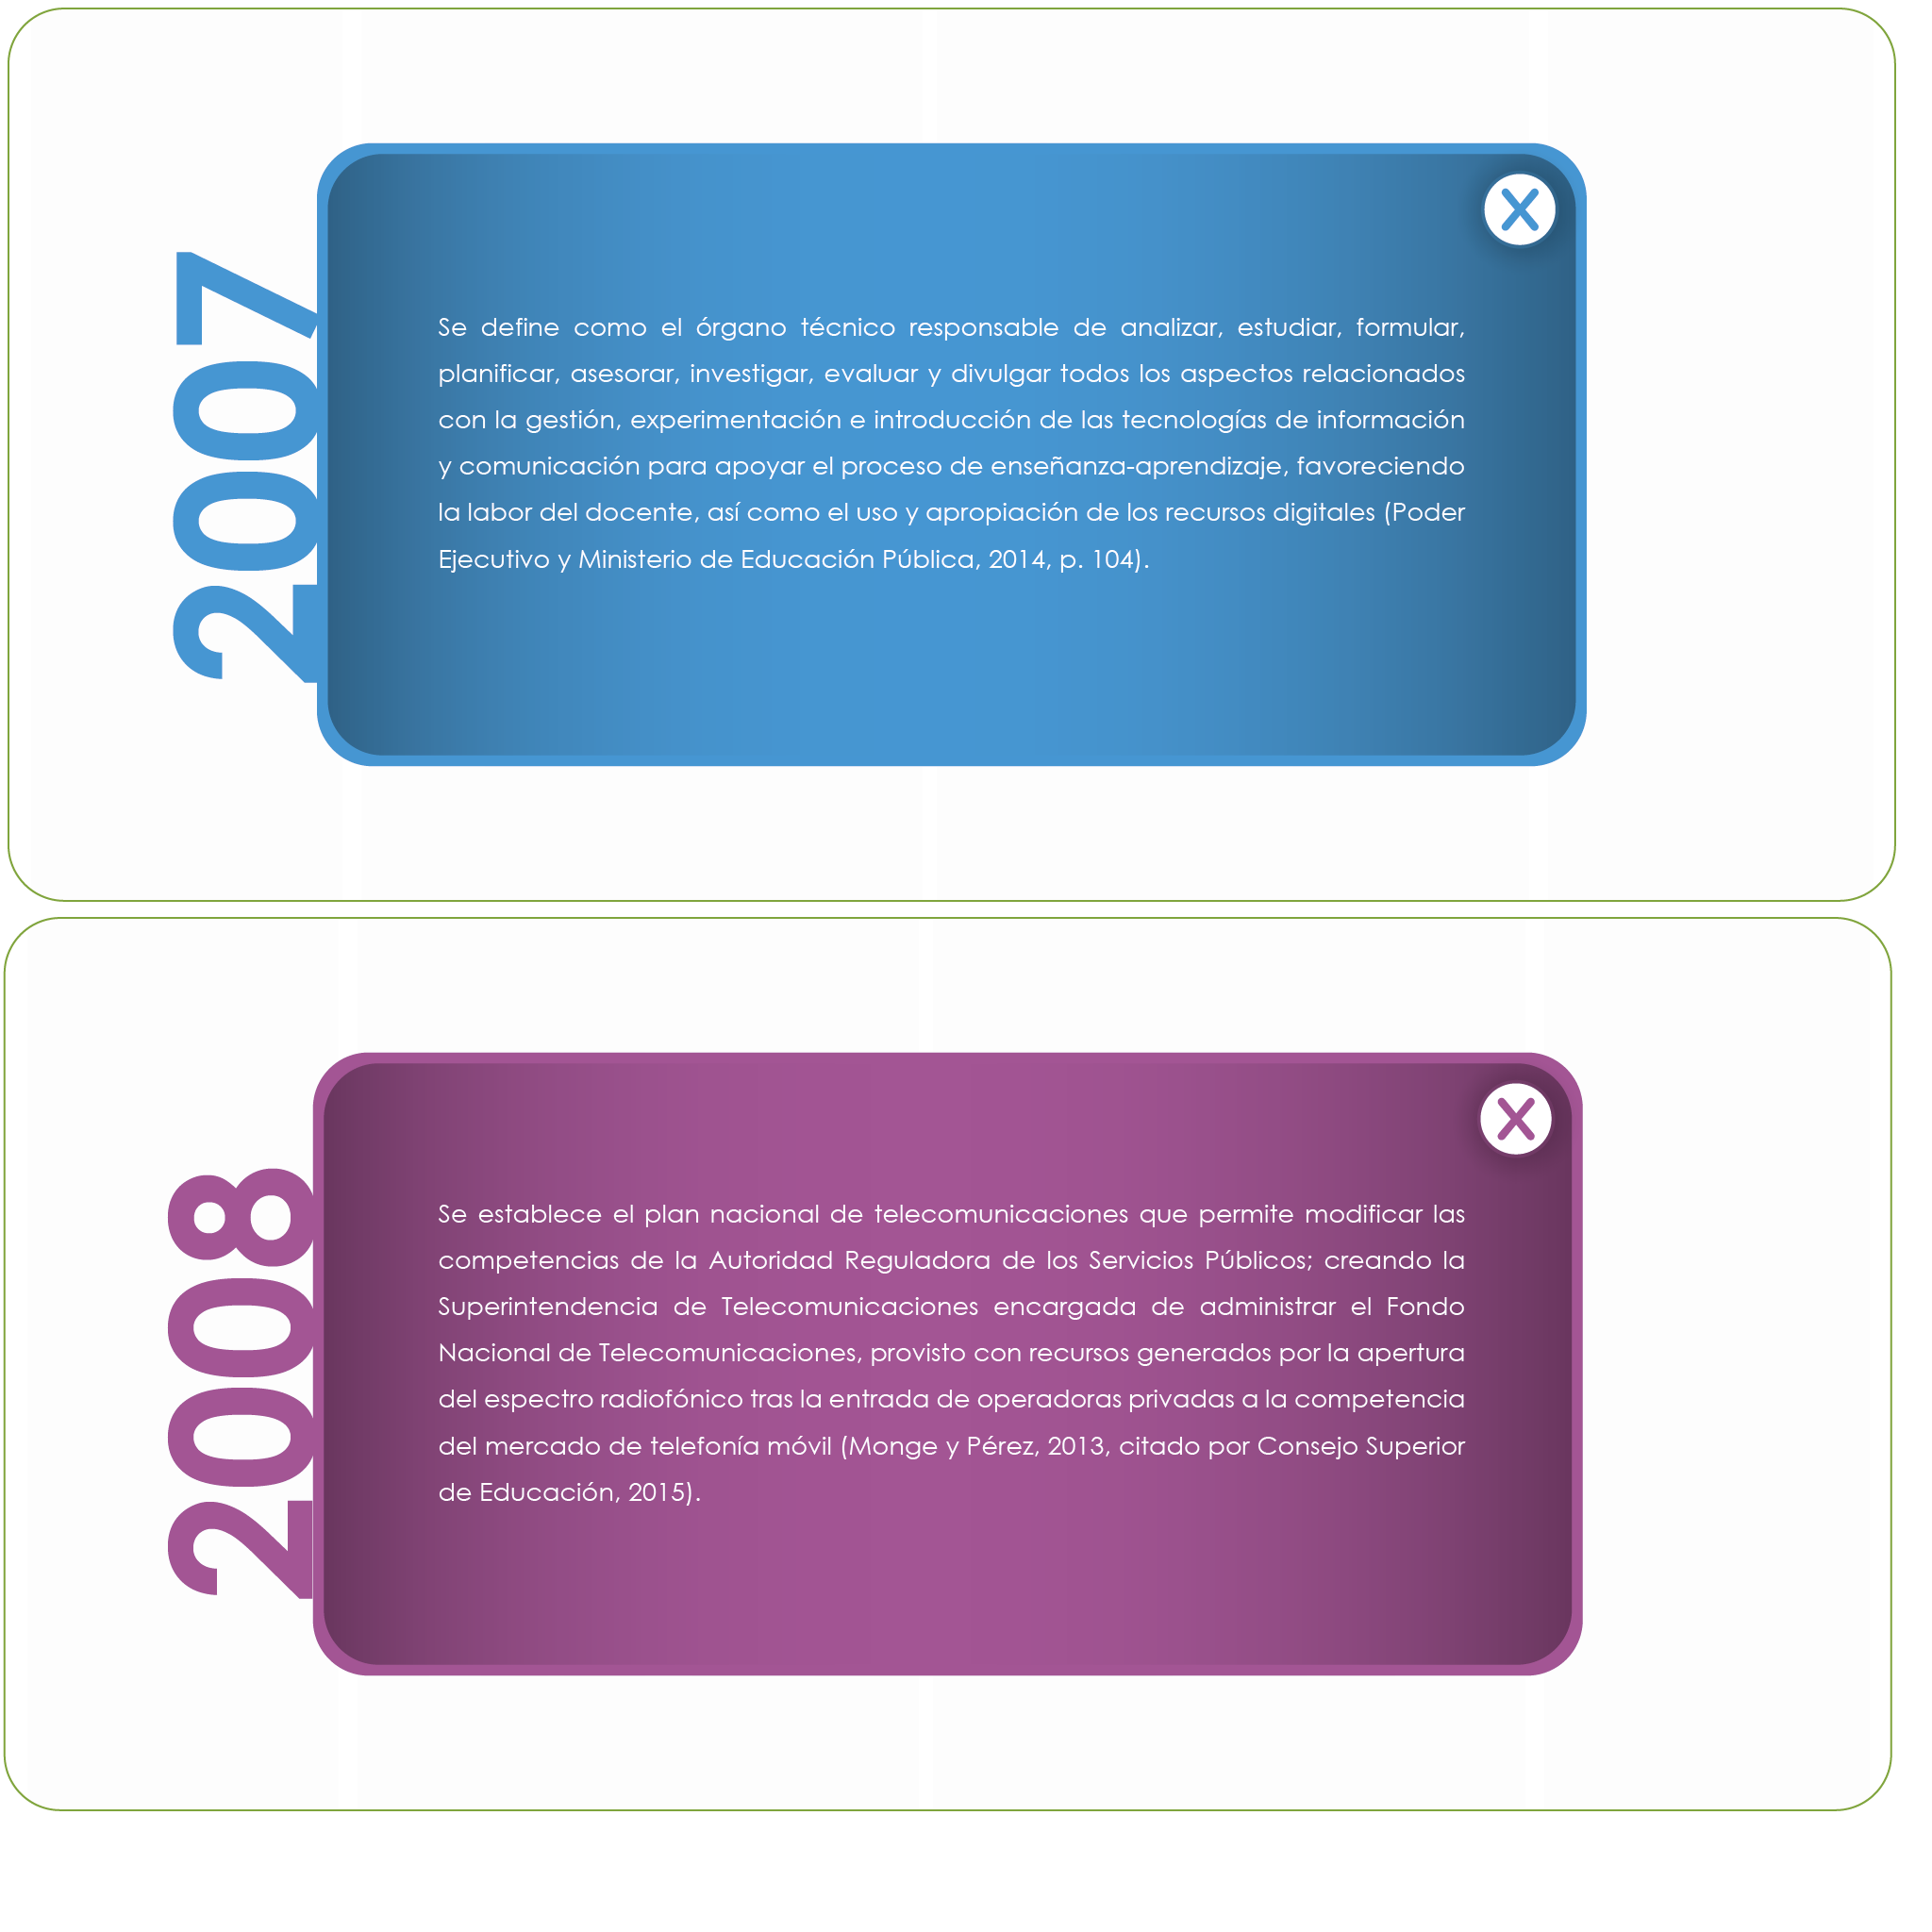 2007
X
Se define como el órgano técnico responsable de analizar, estudiar, formular,
planificar, asesorar, investigar, evaluar y divulgar todos los aspectos relacionados
con la gestión, experimentación e introducción de las tecnologías de información
y comunicación para apoyar el proceso de enseñanza-aprendizaje, favoreciendo
la labor del docente, así como el uso y apropiación de los recursos digitales (Poder
Ejecutivo y Ministerio de Educación Pública, 2014, p. 104).
2008
X
Se establece el plan nacional de telecomunicaciones que permite modificar las
competencias de la Autoridad Reguladora de los Servicios Públicos; creando la
Superintendencia de Telecomunicaciones encargada de administrar el Fondo
Nacional de Telecomunicaciones, provisto con recursos generados por la apertura
del espectro radiofónico tras la entrada de operadoras privadas a la competencia
del mercado de telefonía móvil (Monge y Pérez, 2013, citado por Consejo Superior
de Educación, 2015).